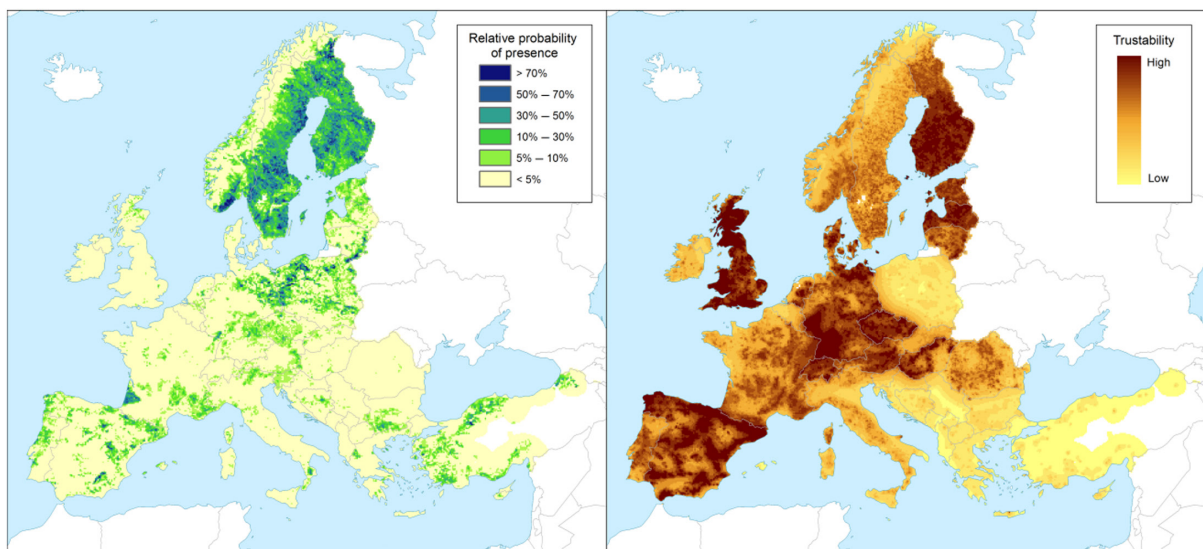 Relative probability
of presence
> 70%
50% — 70%
30% — 50%
10% — 30%
5% — 10%
< 5%
Trustability
High
Low